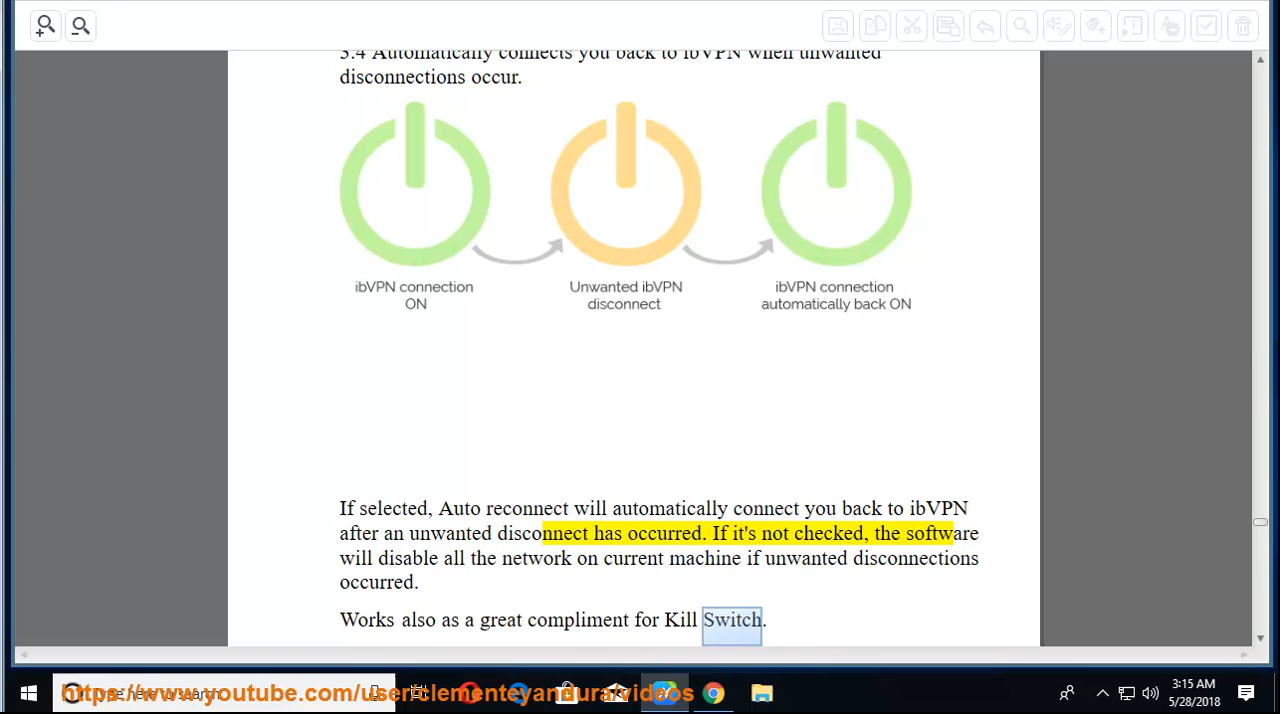 3.4 Automatically connects you back to ibVPN when unwanted
disconnections occur.
ibVPN connection
ON
Unwanted ibVPN
disconnect
ibVPN connection
automatically back ON
If selected, Auto reconnect will automatically connect you back to ibVPN
after an unwanted disconnect has occurred. If it's not checked, the software
will disable all the network on current machine if unwanted disconnections
occurred.
Works also as a great compliment for Kill Switch.
Type here to search
https://www.youtube.com/user/clementeyandura/videos
3:15 AM
5/28/2018